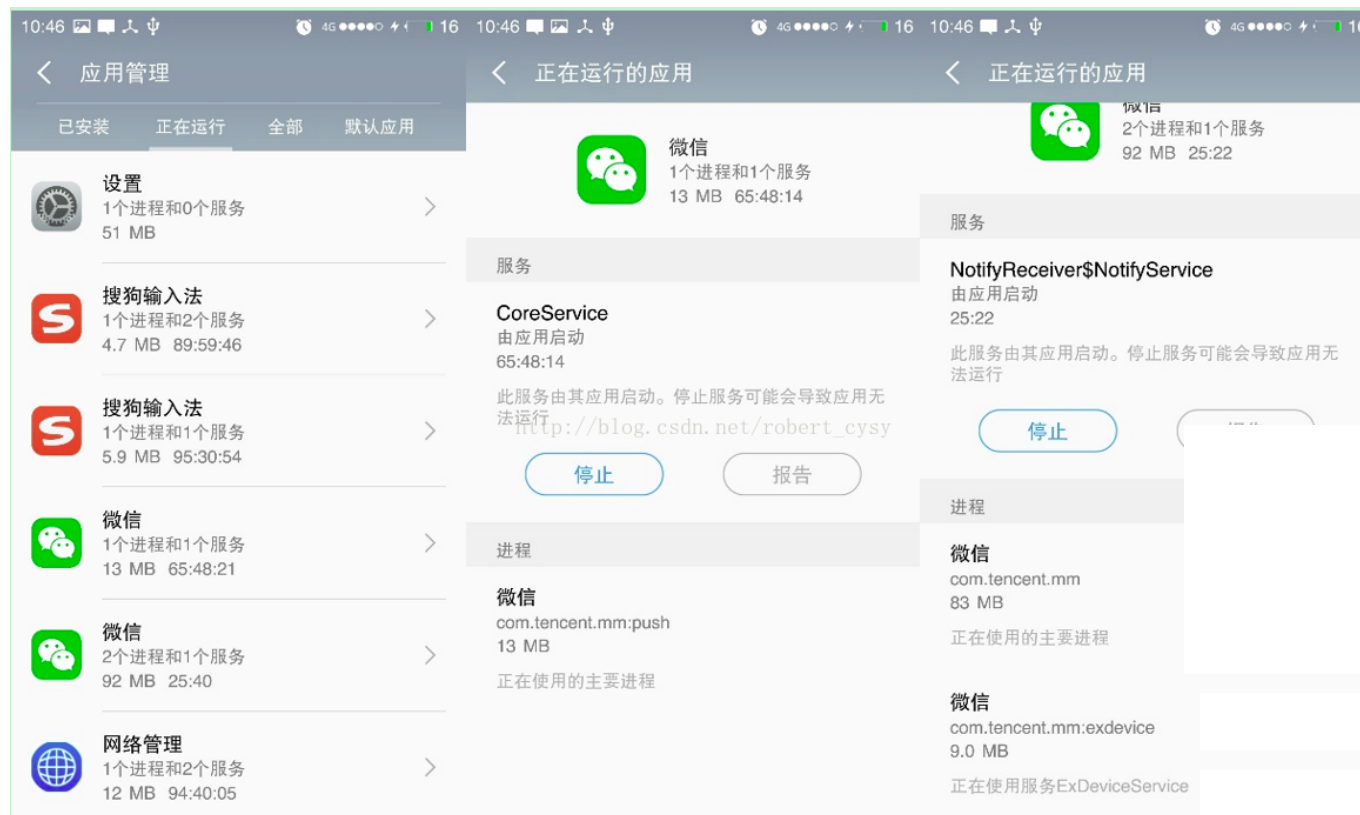 10:46
4G
16
应用管理
已安装 正在运行 全部 默认应用
设置
1个进程和0个服务
51 MB
搜狗输入法
1个进程和2个服务
4.7 MB 89:59:46
搜狗输入法
1个进程和1个服务
5.9 MB 95:30:54
微信
1个进程和1个服务
13 MB 65:48:21
微信
2个进程和1个服务
92 MB 25:40
网络管理
1个进程和2个服务
12 MB 94:40:05
10:46
4G
16
正在运行的应用
微信
1个进程和1个服务
13 MB 65:48:14
服务
CoreService
由应用启动
65:48:14
此服务由其应用启动。停止服务可能会导致应用无
法运行
http://blog.csdn.net/robert_cysy
停止 报告
进程
微信
com.tencent.mm:push
13 MB
正在使用的主要进程
10:46
4G
16
正在运行的应用
微信
2个进程和1个服务
92 MB 25:22
服务
NotifyReceiver$NotifyService
由应用启动
25:22
此服务由其应用启动。停止服务可能会导致应用无
法运行
停止
进程
微信
com.tencent.mm
83 MB
正在使用的主要进程
微信
com.tencent.mm:exdevice
9.0 MB
正在使用服务ExDeviceService